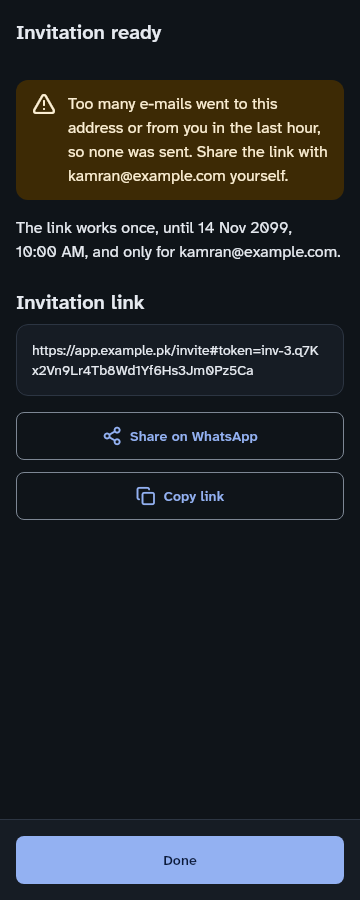 Invitation ready
Too many e-mails went to this
address or from you in the last hour,
so none was sent. Share the link with
kamran@example.com yourself.
The link works once, until 14 Nov 2099,
10:00 AM, and only for kamran@example.com.
Invitation link
https://app.example.pk/invite#token=inv-3.q7K
x2Vn9Lr4Tb8Wd1Yf6Hs3Jm0Pz5Ca
Share on WhatsApp
Copy link
Done